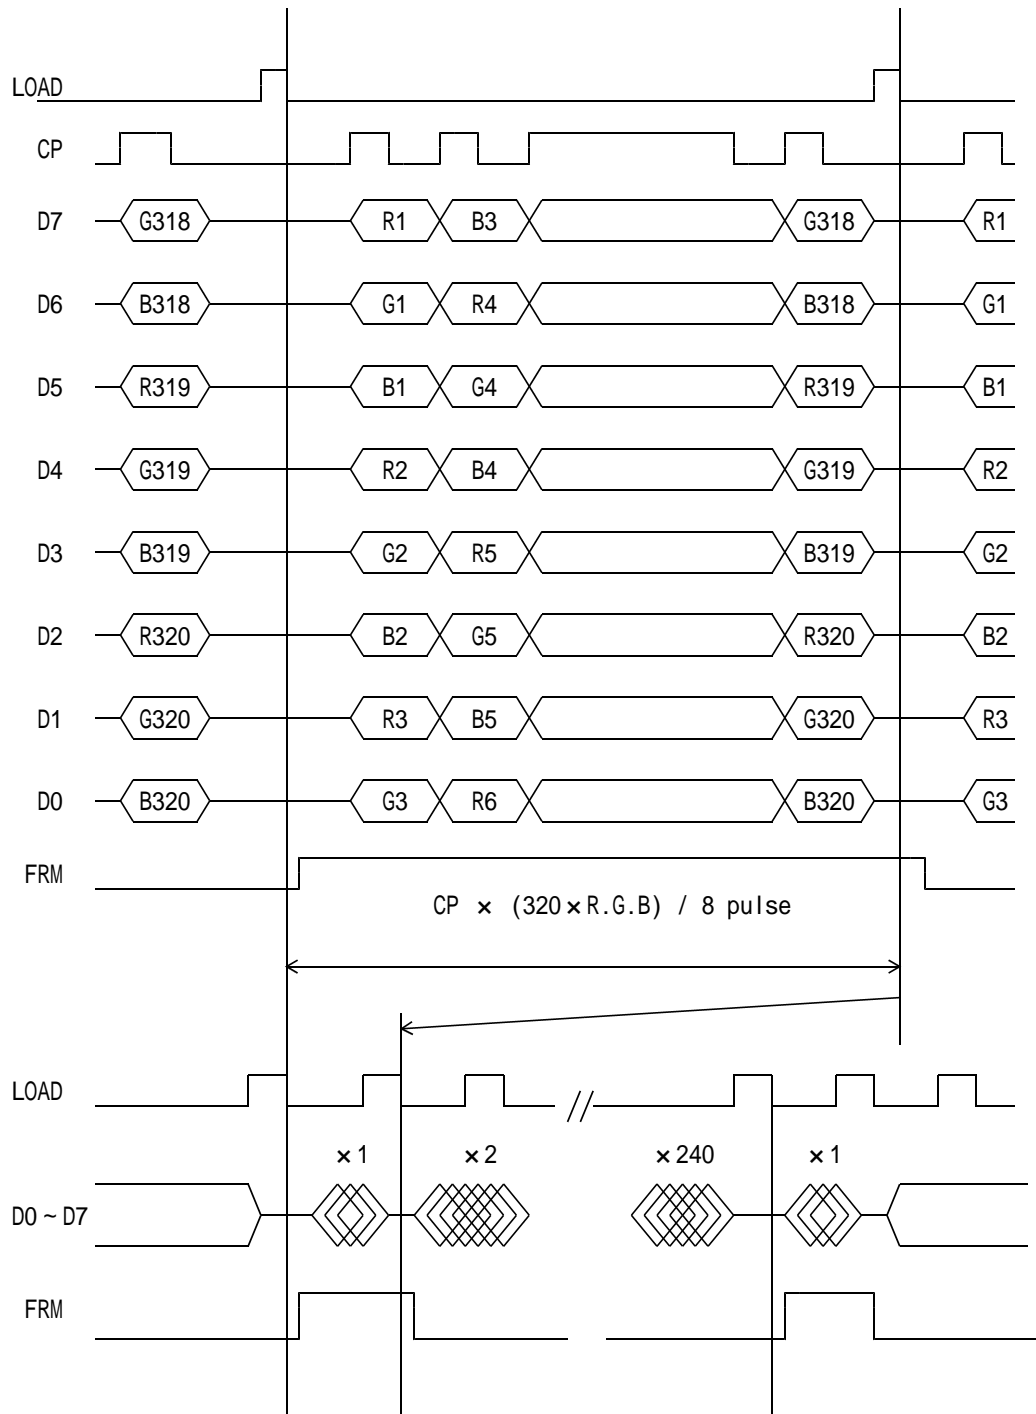 LOAD
CP
D7 G318 R1 B3 G318 R1
D6 B318 G1 R4 B318 G1
D5 R319 B1 G4 R319 B1
D4 G319 R2 B4 G319 R2
D3 B319 G2 R5 B319 G2
D2 R320 B2 G5 R320 B2
D1 G320 R3 B5 G320 R3
D0 B320 G3 R6 B320 G3
FRM
CP × (320×R.G.B) / 8 pulse
LOAD
×1 ×2 ×240 ×1
D0~D7
FRM